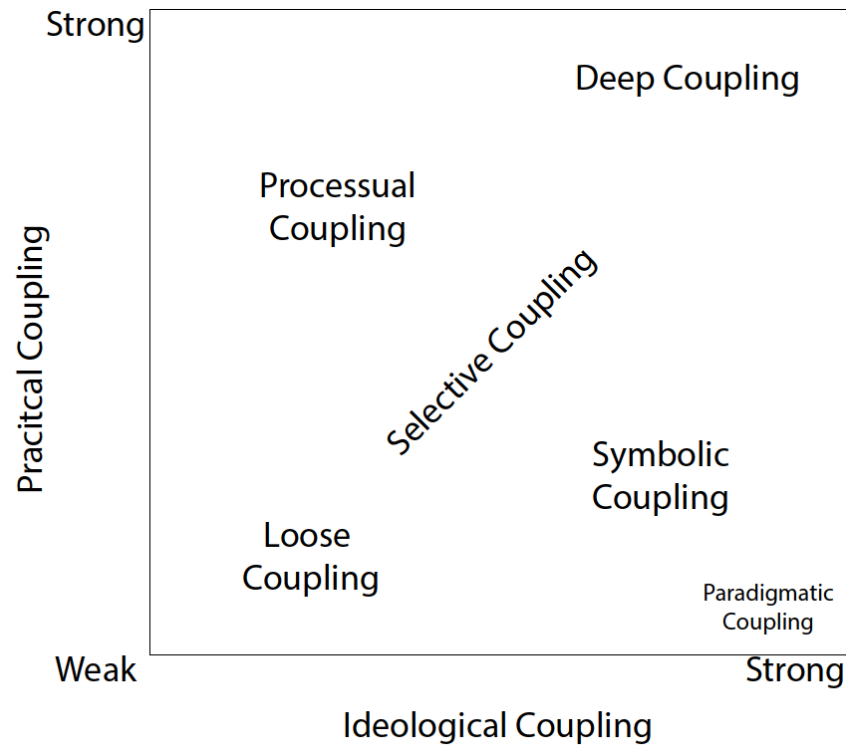 Strong
Deep Coupling
Processual
Coupling
Selective Coupling
Pracitcal Coupling
Symbolic
Coupling
Loose
Coupling
Paradigmatic
Coupling
Weak
Strong
Ideological Coupling